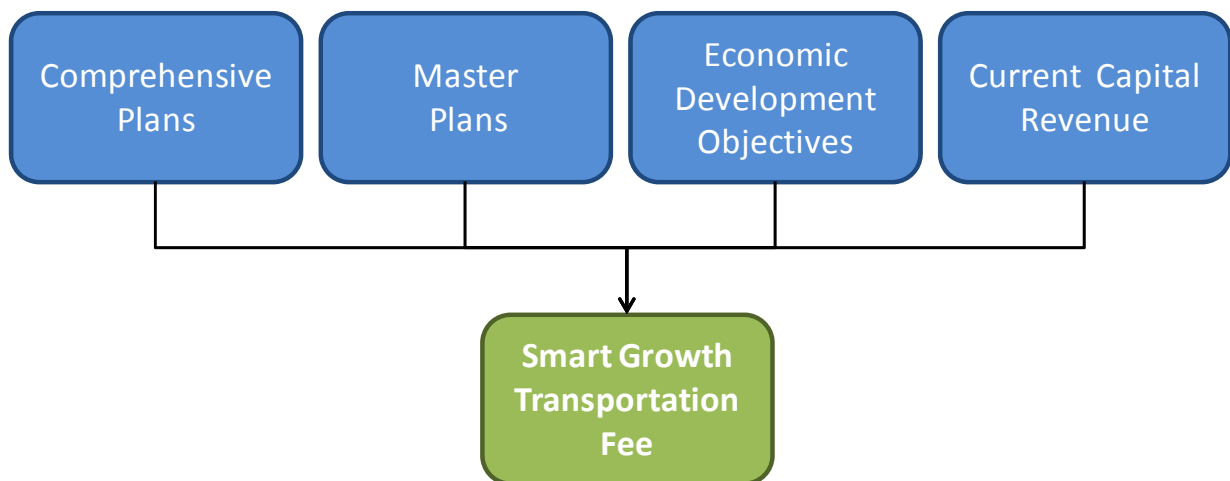 Comprehensive
Plans
Master
Plans
Economic
Development
Objectives
Current Capital
Revenue
Smart Growth
Transportation
Fee